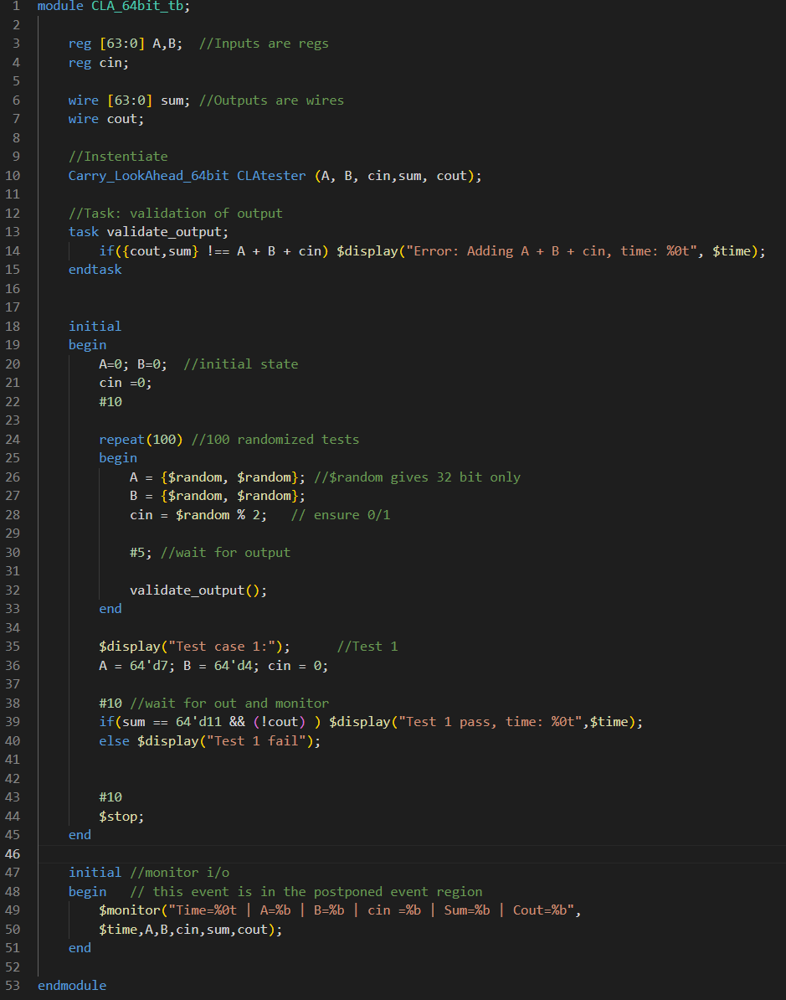 1 module CLA_64bit_tb;
2
3 reg [63:0] A,B;  //Inputs are regs
4 reg cin;
5
6 wire [63:0] sum; //Outputs are wires
7 wire cout;
8
9 //Instentiate
10 Carry_LookAhead_64bit CLAtester (A, B, cin,sum, cout);
11
12 //Task: validation of output
13 task validate_output;
14 if({cout,sum} !== A + B + cin) $display("Error: Adding A + B + cin, time: %0t", $time);
15 endtask
16
17
18 initial
19 begin
20 A=0; B=0;  //initial state
21 cin =0;
22 #10
23
24 repeat(100) //100 randomized tests
25 begin
26 A = {$random, $random}; //$random gives 32 bit only
27 B = {$random, $random};
28 cin = $random % 2;   // ensure 0/1
29
30 #5; //wait for output
31
32 validate_output();
33 end
34
35 $display("Test case 1:");      //Test 1
36 A = 64'd7; B = 64'd4; cin = 0;
37
38 #10 //wait for out and monitor
39 if(sum == 64'd11 && (!cout) ) $display("Test 1 pass, time: %0t",$time);
40 else $display("Test 1 fail");
41
42
43 #10
44 $stop;
45 end
46
47 initial //monitor i/o
48 begin   // this event is in the postponed event region
49 $monitor("Time=%0t | A=%b | B=%b | cin =%b | Sum=%b | Cout=%b",
50 $time,A,B,cin,sum,cout);
51 end
52
53 endmodule